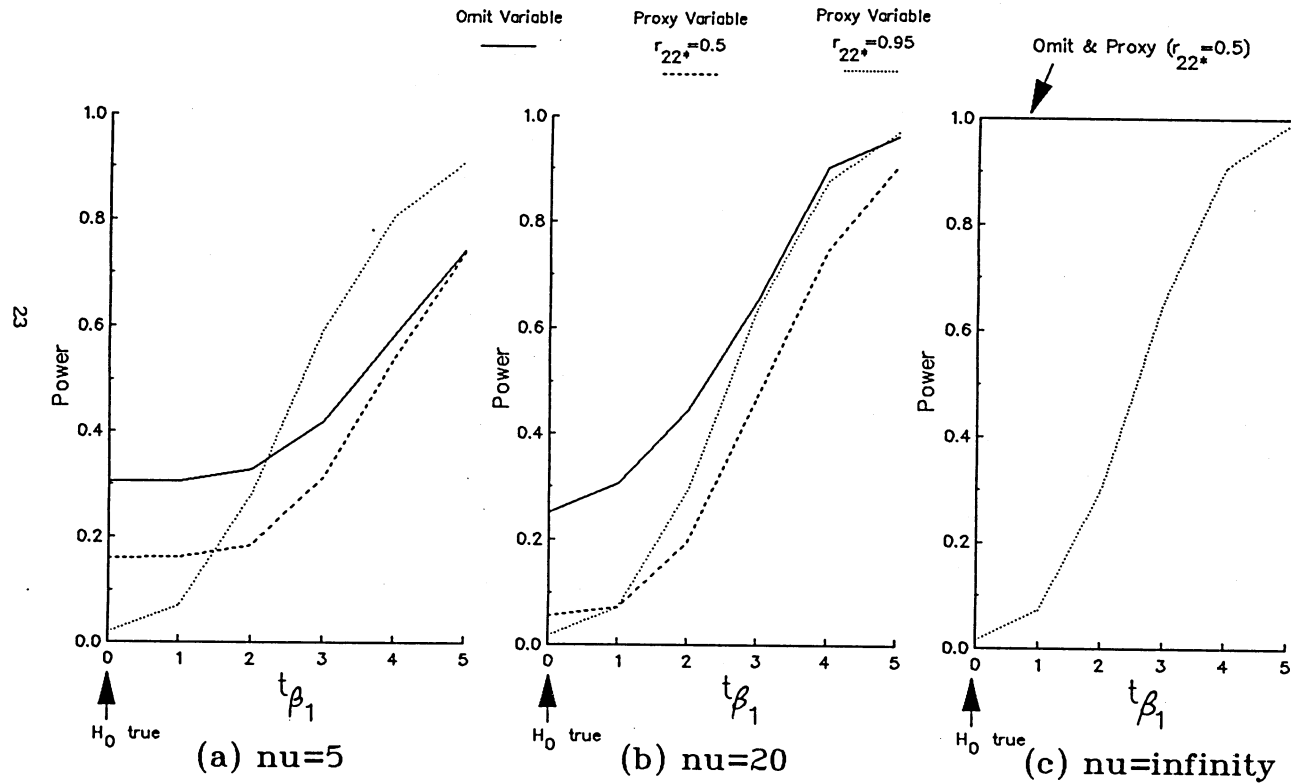 Omit Variable
Proxy Variable
r22*=0.5
Proxy Variable
r22*=0.95
Omit & Proxy (r22*=0.5)
23
1.0
0.8
0.6
0.4
0.2
0.0
Power
0 1 2 3 4 5
tβ1
H0 true
(a) nu=5
1.0
0.8
0.6
0.4
0.2
0.0
Power
0 1 2 3 4 5
tβ1
H0 true
(b) nu=20
1.0
0.8
0.6
0.4
0.2
0.0
Power
0 1 2 3 4 5
tβ1
H0 true
(c) nu=infinity